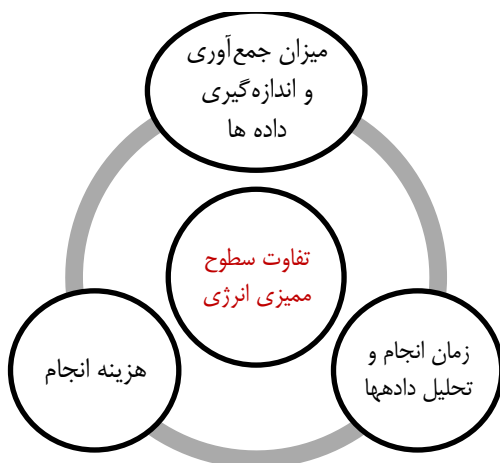 میزان جمع‌آوری
و اندازه‌گیری
داده ها
تفاوت سطوح
ممیزی انرژی
زمان انجام و
تحلیل دادهها
هزینه انجام